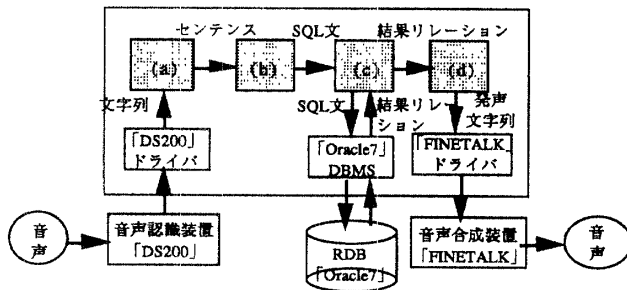 センテンス
SQL文
結果リレーション
(a)
(b)
(c)
(d)
文字列
SQL文
結果リレー
ション
発声
文字列
「DS200」
ドライバ
「Oracle7」
DBMS
「FINETALK」
ドライバ
音
声
音声認識装置
「DS200」
RDB
「Oracle7」
音声合成装置
「FINETALK」
音
声